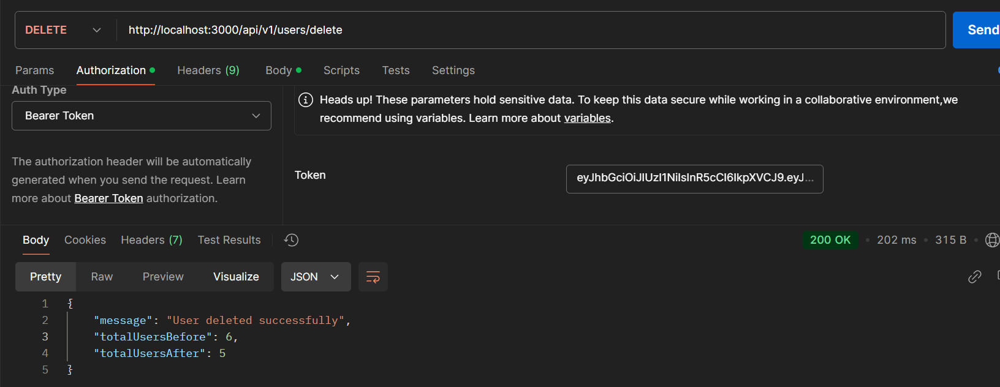 DELETE http://localhost:3000/api/v1/users/delete Send
Params Authorization Headers (9) Body Scripts Tests Settings
Auth Type
Bearer Token
Heads up! These parameters hold sensitive data. To keep this data secure while working in a collaborative environment,we
recommend using variables. Learn more about variables.
The authorization header will be automatically
generated when you send the request. Learn
more about Bearer Token authorization.
Token eyJhbGciOiJIUzI1NiIsInR5cCI6IkpXVCJ9.eyJ...
Body Cookies Headers (7) Test Results 200 OK 202 ms 315 B
Pretty Raw Preview Visualize JSON
1 {
2 "message": "User deleted successfully",
3 "totalUsersBefore": 6,
4 "totalUsersAfter": 5
5 }